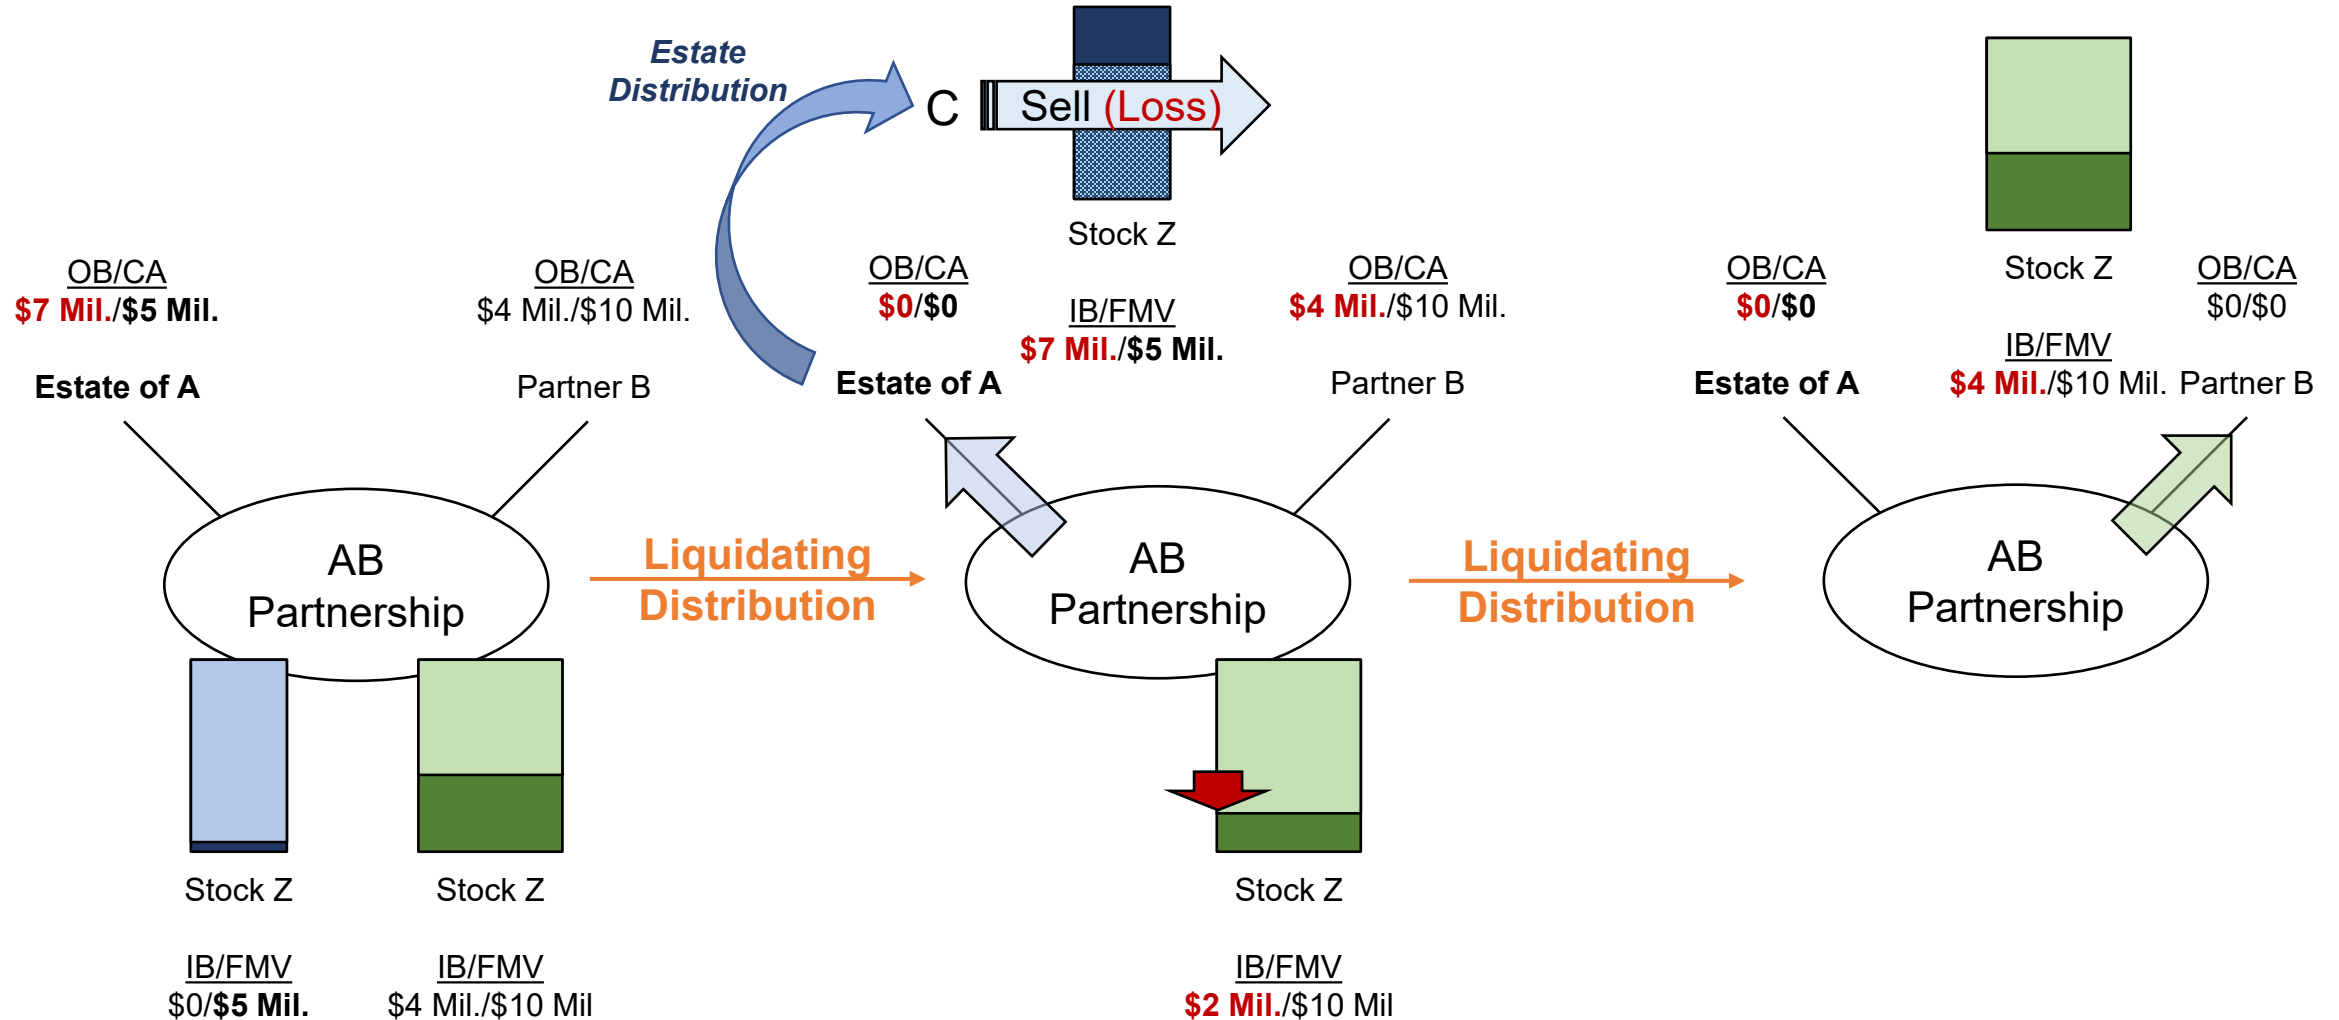 Estate
Distribution
C
Sell (Loss)
Stock Z
OB/CA
$7 Mil./$5 Mil.
Estate of A
OB/CA
$4 Mil./$10 Mil.
Partner B
AB
Partnership
Stock Z
IB/FMV
$0/$5 Mil.
Stock Z
IB/FMV
$4 Mil./$10 Mil
Liquidating
Distribution
OB/CA
$0/$0
Estate of A
IB/FMV
$7 Mil./$5 Mil.
OB/CA
$4 Mil./$10 Mil.
Partner B
AB
Partnership
Stock Z
IB/FMV
$2 Mil./$10 Mil
Liquidating
Distribution
OB/CA
$0/$0
Estate of A
Stock Z
IB/FMV
$4 Mil./$10 Mil.
OB/CA
$0/$0
Partner B
AB
Partnership